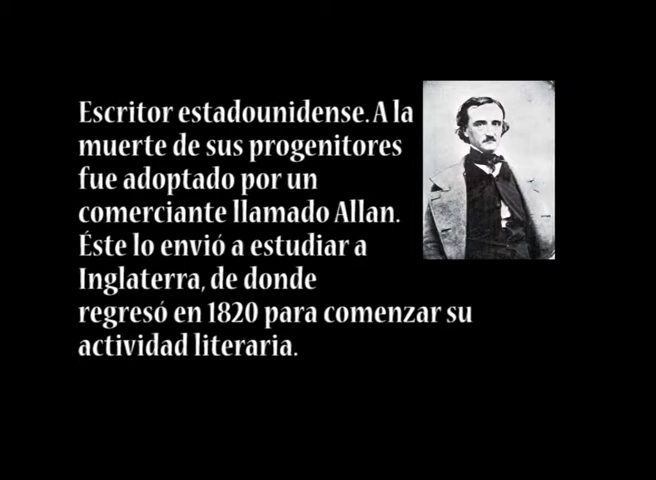 Escritor estadounidense. A la
muerte de sus progenitores
fue adoptado por un
comerciante llamado Allan.
Éste lo envió a estudiar a
Inglaterra, de donde
regresó en 1820 para comenzar su
actividad literaria.